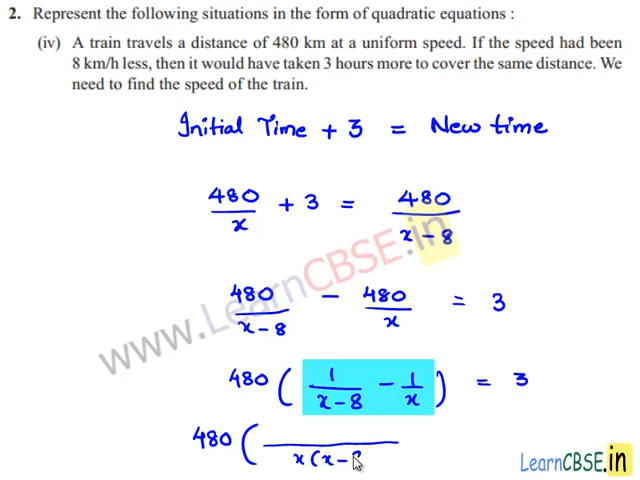 2. Represent the following situations in the form of quadratic equations :
(iv) A train travels a distance of 480 km at a uniform speed. If the speed had been
8 km/h less, then it would have taken 3 hours more to cover the same distance. We
need to find the speed of the train.
Initial Time + 3 = New time
480/x + 3 = 480/(x - 8)
480/(x - 8) - 480/x = 3
480 ( 1/(x - 8) - 1/x ) = 3
480 ( /x(x -
www.LearnCBSE.in
LearnCBSE.in